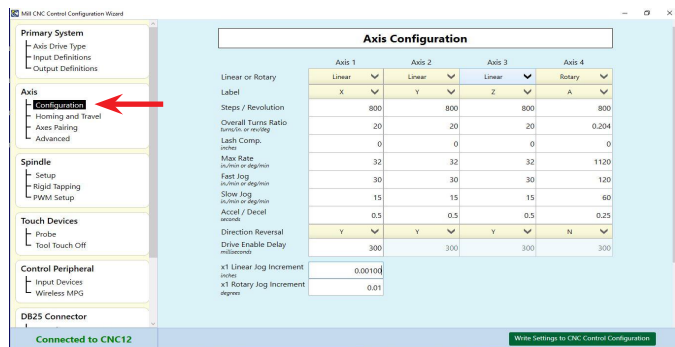 Mill CNC Control Configuration Wizard
Primary System
Axis Drive Type
Input Definitions
Output Definitions
Axis
Configuration
Homing and Travel
Axes Pairing
Advanced
Spindle
Setup
Rigid Tapping
PWM Setup
Touch Devices
Probe
Tool Touch Off
Control Peripheral
Input Devices
Wireless MPG
DB25 Connector
Connected to CNC12
Axis Configuration
Axis 1 Axis 2 Axis 3 Axis 4
Linear or Rotary Linear Linear Linear Rotary
Label X Y Z A
Steps / Revolution 800 800 800 800
Overall Turns Ratio 20 20 20 0.204
turns/in. or rev/deg
Lash Comp. 0 0 0 0
inches
Max Rate 32 32 32 1120
in./min or deg/min
Fast Jog 30 30 30 120
in./min or deg/min
Slow Jog 15 15 15 60
in./min or deg/min
Accel / Decel 0.5 0.5 0.5 0.25
seconds
Direction Reversal Y Y Y N
Drive Enable Delay 300 300 300 300
milliseconds
x1 Linear Jog Increment 0.00100
inches
x1 Rotary Jog Increment 0.01
degrees
Write Settings to CNC Control Configuration